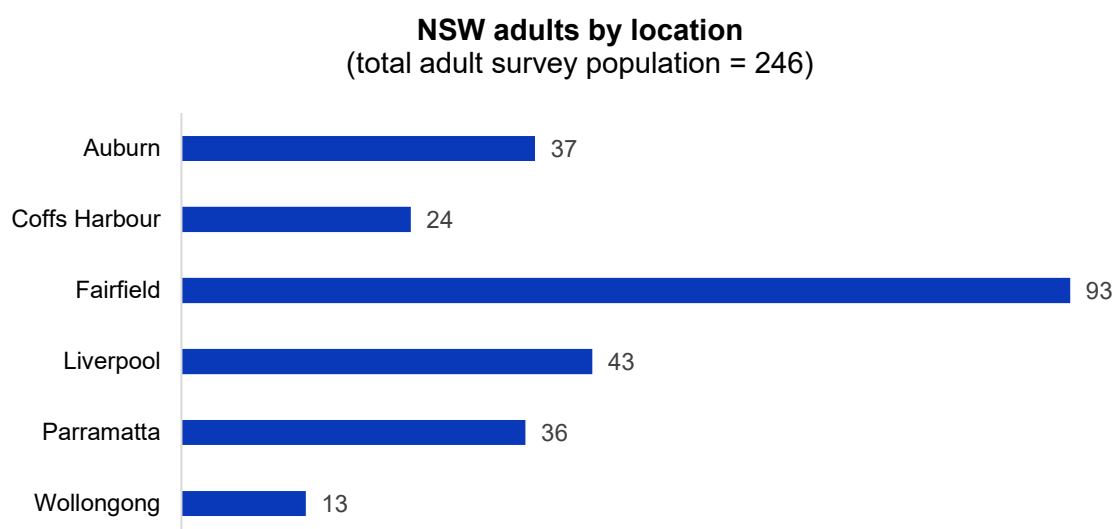 NSW adults by location
(total adult survey population = 246)
Auburn 37
Coffs Harbour 24
Fairfield 93
Liverpool 43
Parramatta 36
Wollongong 13